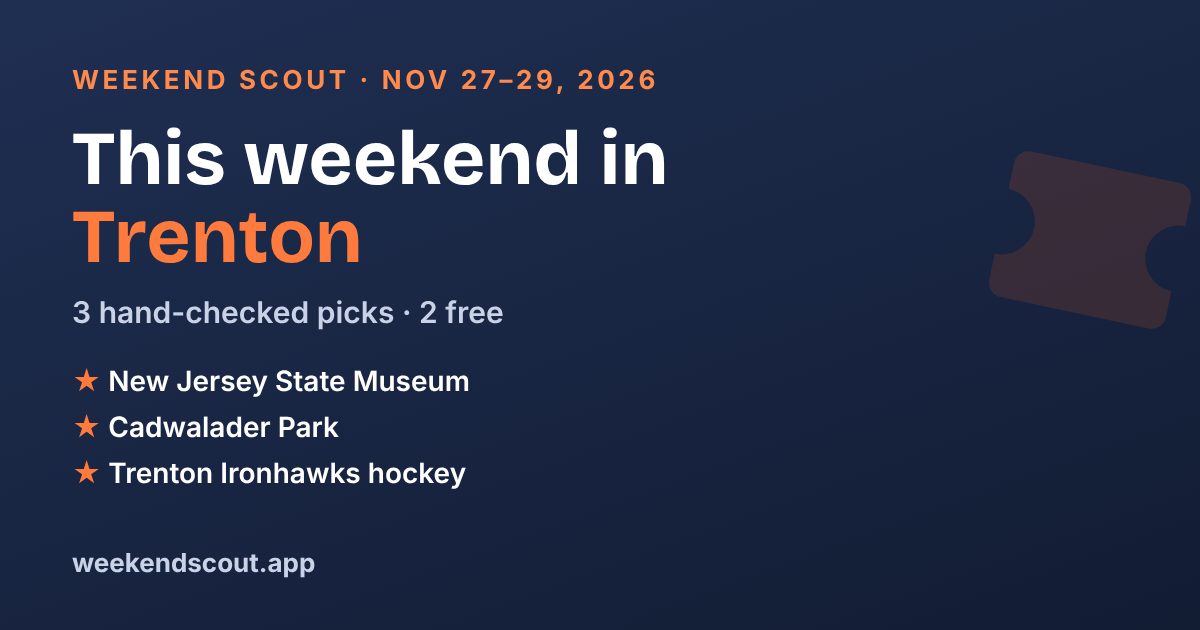 WEEKEND SCOUT · NOV 27–29, 2026
This weekend in
Trenton
3 hand-checked picks · 2 free
★ New Jersey State Museum
★ Cadwalader Park
★ Trenton Ironhawks hockey
weekendscout.app